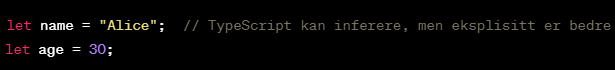 let name = "Alice";  // TypeScript kan inferere, men eksplisitt er bedre
let age = 30;